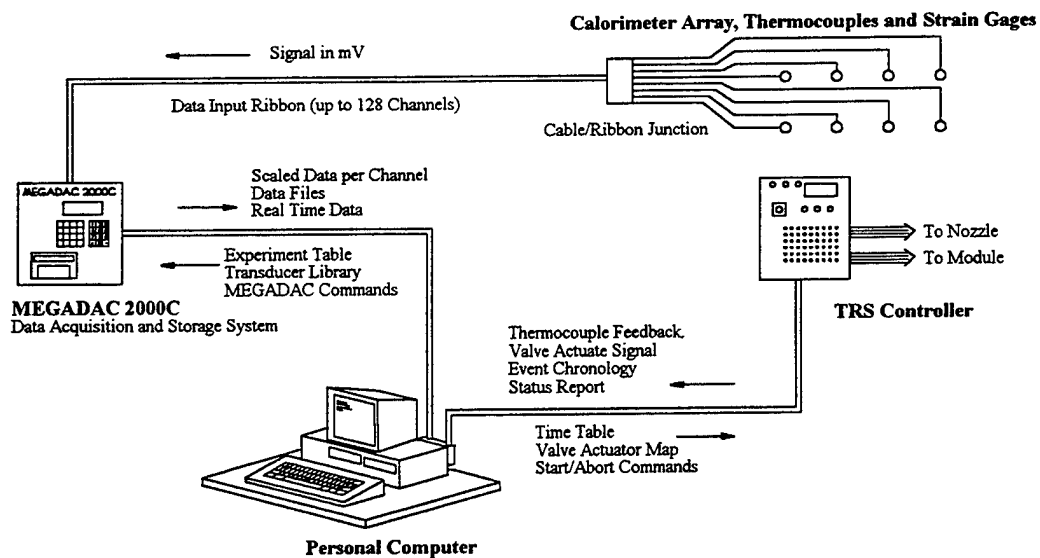 Calorimeter Array, Thermocouples and Strain Gages
Signal in mV
Data Input Ribbon (up to 128 Channels)
Cable/Ribbon Junction
MEGADAC 2000C
Scaled Data per Channel
Data Files
Real Time Data
Experiment Table
Transducer Library
MEGADAC Commands
MEGADAC 2000C
Data Acquisition and Storage System
To Nozzle
To Module
TRS Controller
Thermocouple Feedback
Valve Actuate Signal
Event Chronology
Status Report
Time Table
Valve Actuator Map
Start/Abort Commands
Personal Computer